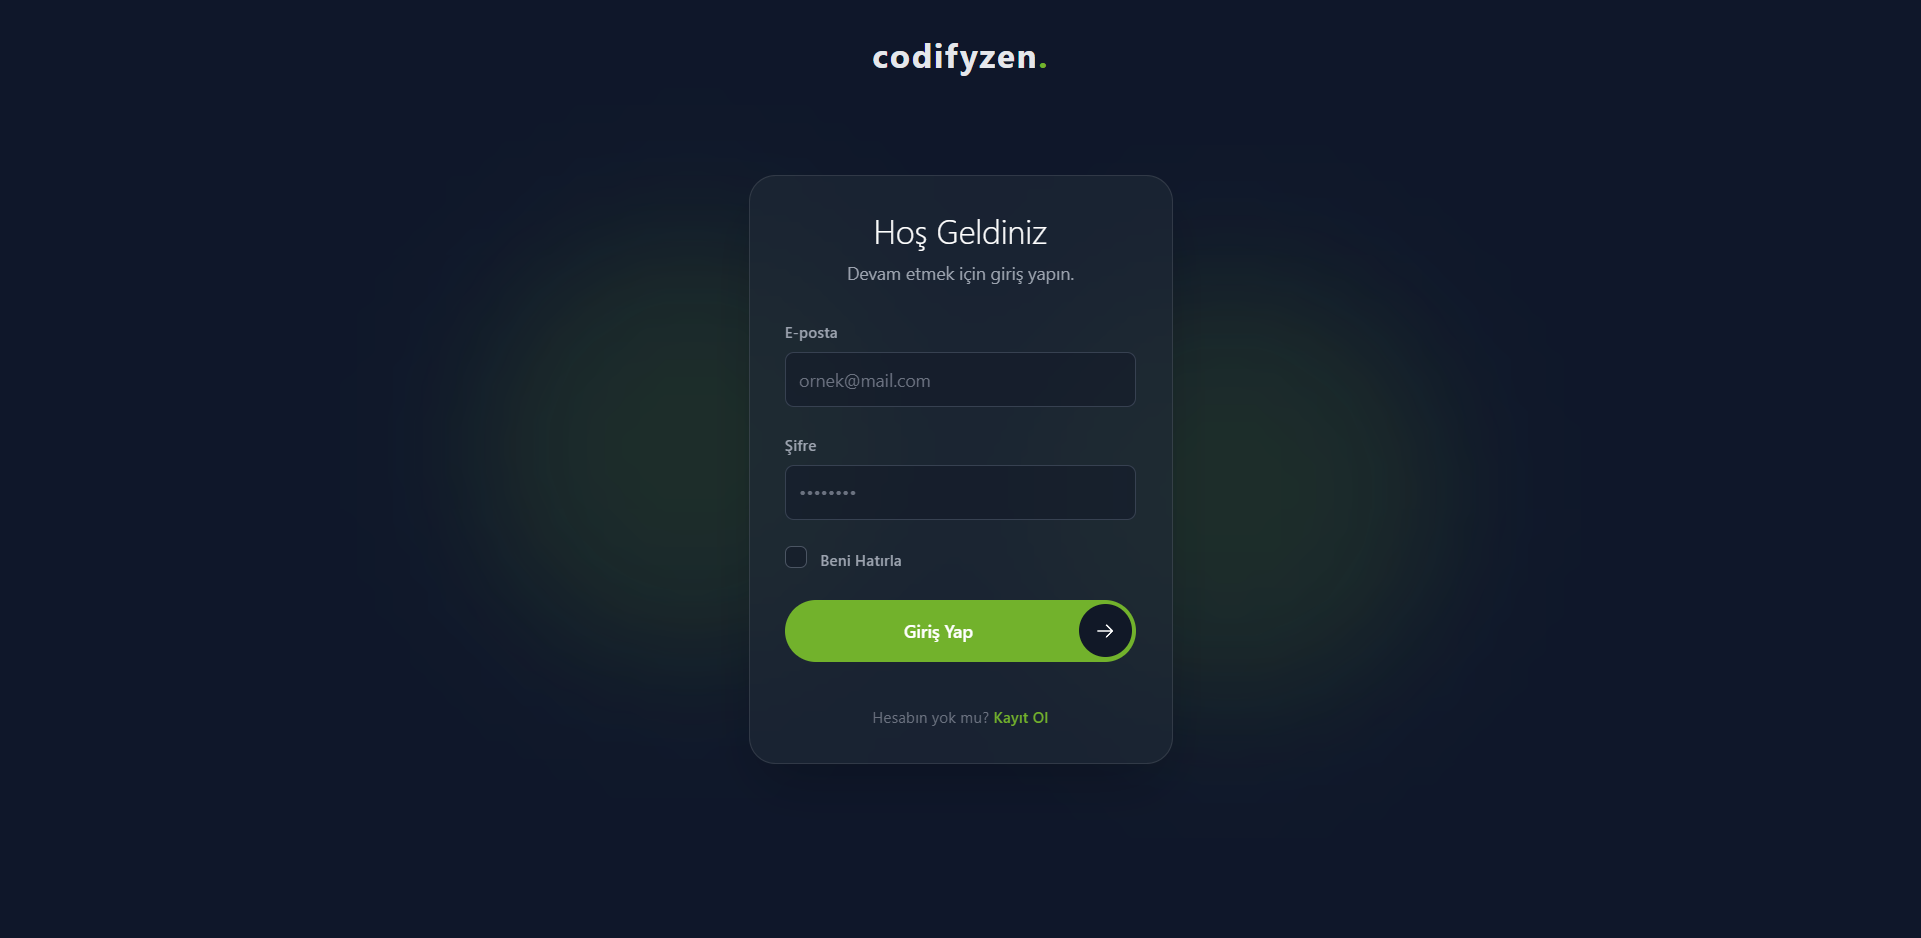 codifyzen.
Hoş Geldiniz
Devam etmek için giriş yapın.
E-posta
ornek@mail.com
Şifre
••••••••
Beni Hatırla
Giriş Yap
Hesabın yok mu? Kayıt Ol